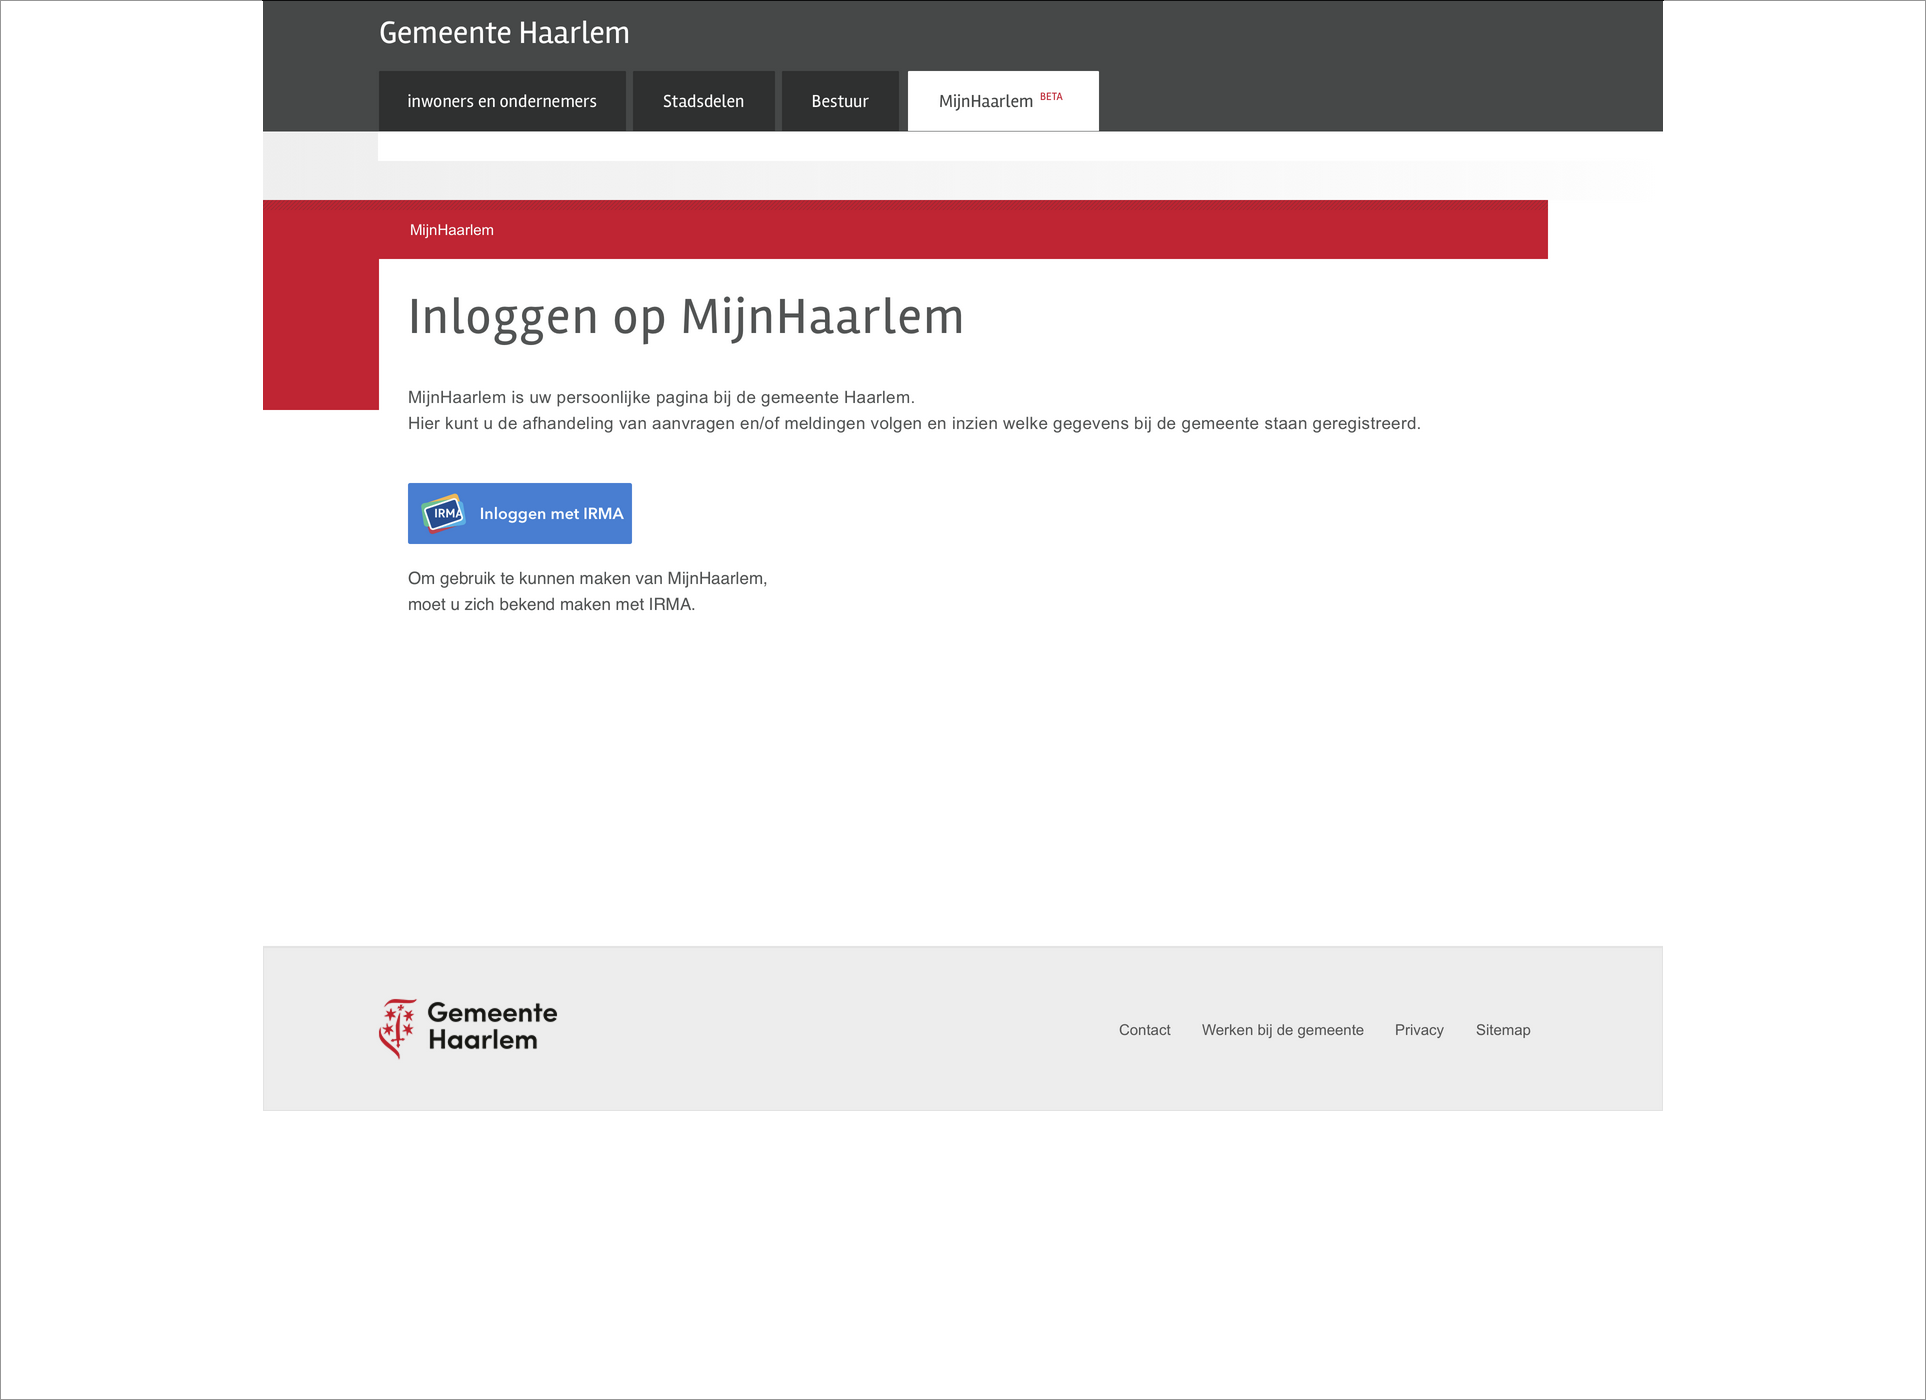 Gemeente Haarlem
inwoners en ondernemers
Stadsdelen
Bestuur
MijnHaarlem BETA
MijnHaarlem
Inloggen op MijnHaarlem
MijnHaarlem is uw persoonlijke pagina bij de gemeente Haarlem.
Hier kunt u de afhandeling van aanvragen en/of meldingen volgen en inzien welke gegevens bij de gemeente staan geregistreerd.
IRMA
Inloggen met IRMA
Om gebruik te kunnen maken van MijnHaarlem,
moet u zich bekend maken met IRMA.
Gemeente
Haarlem
Contact
Werken bij de gemeente
Privacy
Sitemap